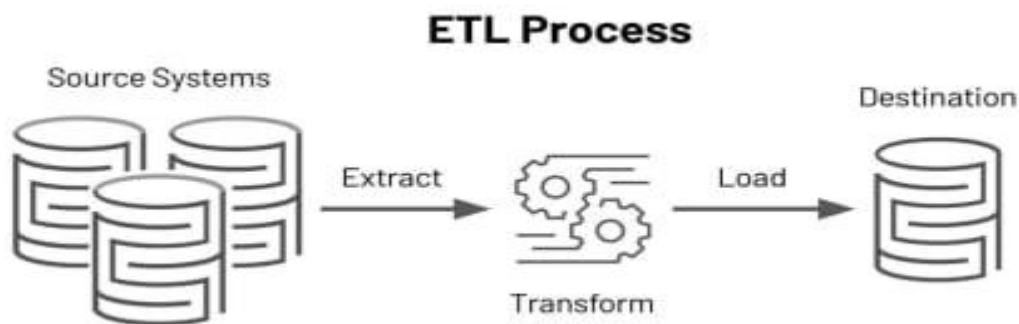 ETL Process
Source Systems
Destination
Extract
Load
Transform